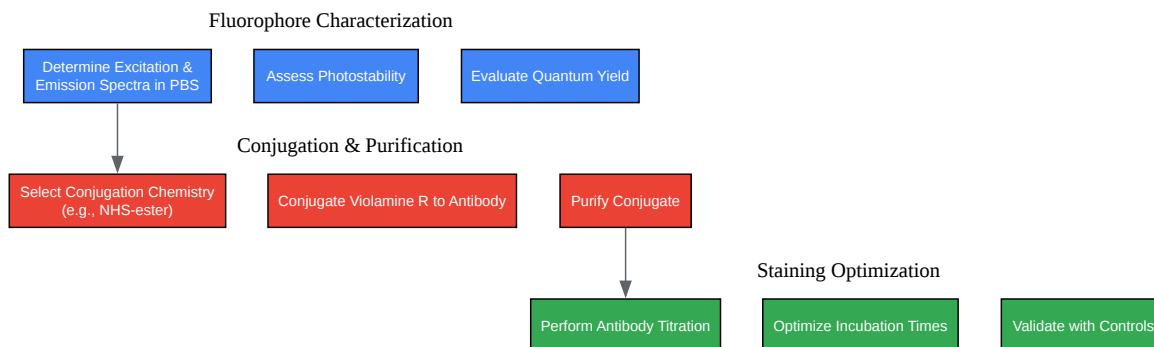 Fluorophore Characterization
Determine Excitation &
Emission Spectra in PBS
Assess Photostability
Evaluate Quantum Yield
Conjugation & Purification
Select Conjugation Chemistry
(e.g., NHS-ester)
Conjugate Violamine R to Antibody
Purify Conjugate
Staining Optimization
Perform Antibody Titration
Optimize Incubation Times
Validate with Controls